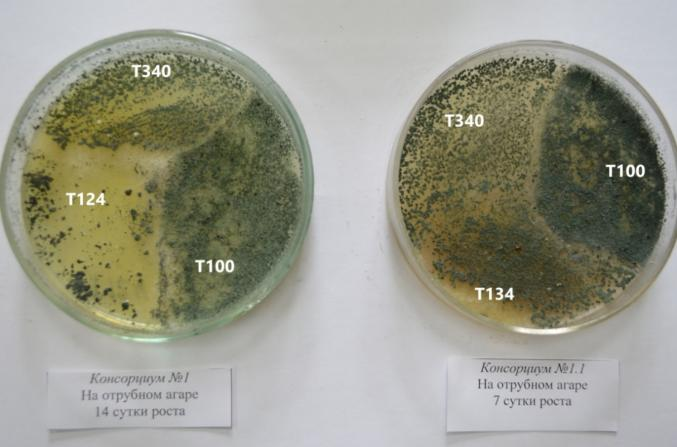 T340
T124
T100
T340
T100
T134
Консорциум №1
На отрубном агаре
14 сутки роста
Консорциум №1.1
На отрубном агаре
7 сутки роста